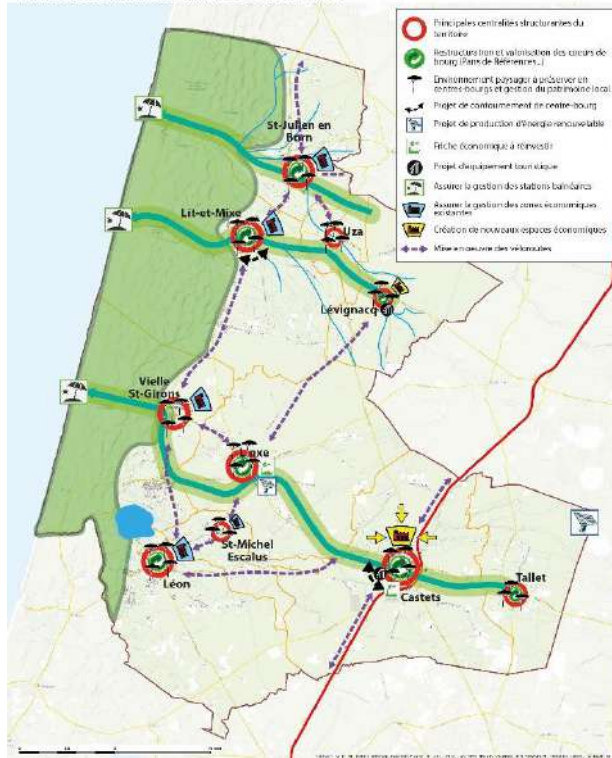 Principales centralités structurantes du
territoire
Restructuration et valorisation des cœurs de
bourg (Plans de Références...)
Environnement paysager à préserver en
centres-bourgs et gestion du patrimoine local
Projet de contournement de centre-bourg
Projet de production d'énergie renouvelable
Friche économique à réinvestir
Projet d'équipement touristique
Assurer la gestion des stations balnéaires
Assurer la gestion des zones économiques
existantes
Création de nouveaux espaces économiques
Mise en oeuvre des véloroutes
St-Julien en
Born
Lit-et-Mixe
Uza
Lévignacq
Vielle
St-Girons
Linxe
St-Michel
Escalus
Léon
Castets
Tallet